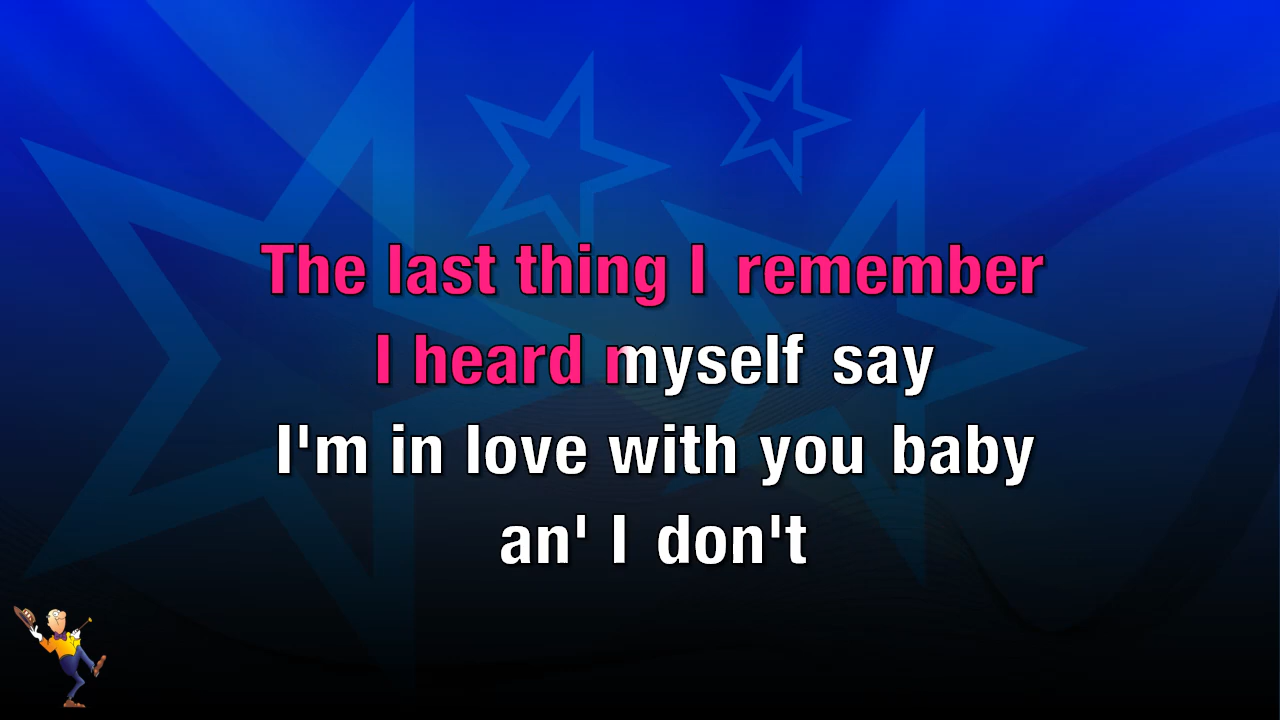 The last thing I remember
I heard myself say
I'm in love with you baby
an' I don't